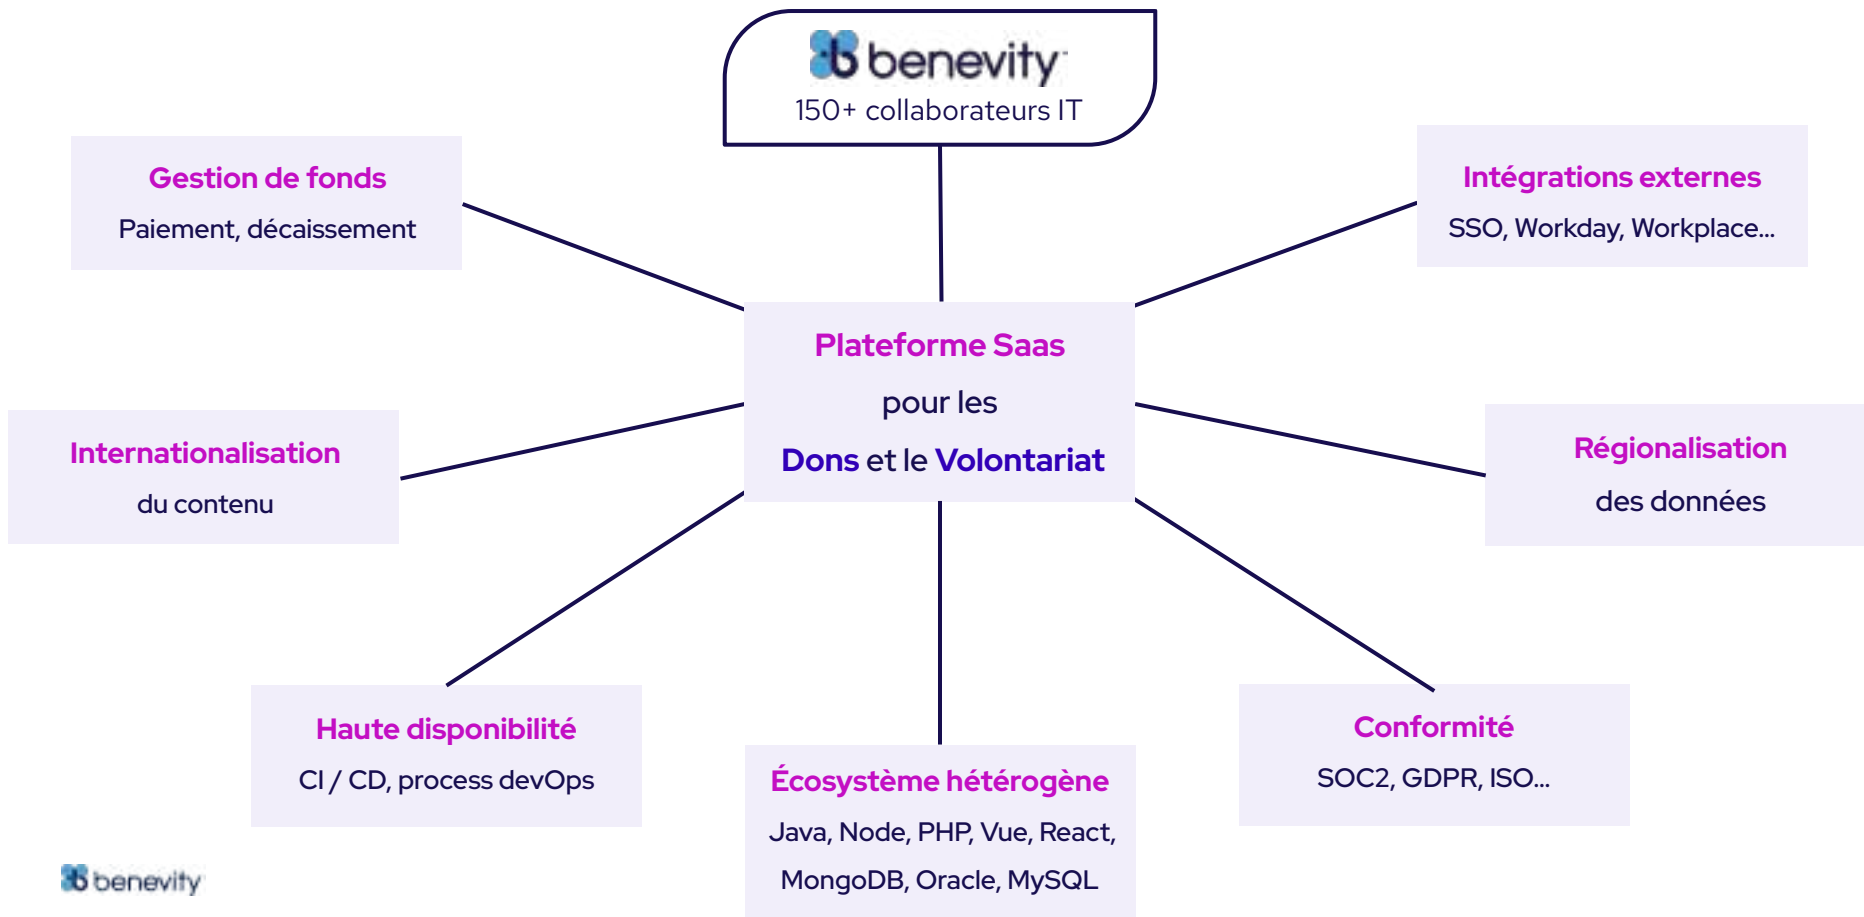 benevity
150+ collaborateurs IT
Gestion de fonds
Paiement, décaissement
Intégrations externes
SSO, Workday, Workplace...
Plateforme Saas
pour les
Dons et le Volontariat
Internationalisation
du contenu
Régionalisation
des données
Haute disponibilité
CI / CD, process devOps
Écosystème hétérogène
Java, Node, PHP, Vue, React,
MongoDB, Oracle, MySQL
Conformité
SOC2, GDPR, ISO...
benevity